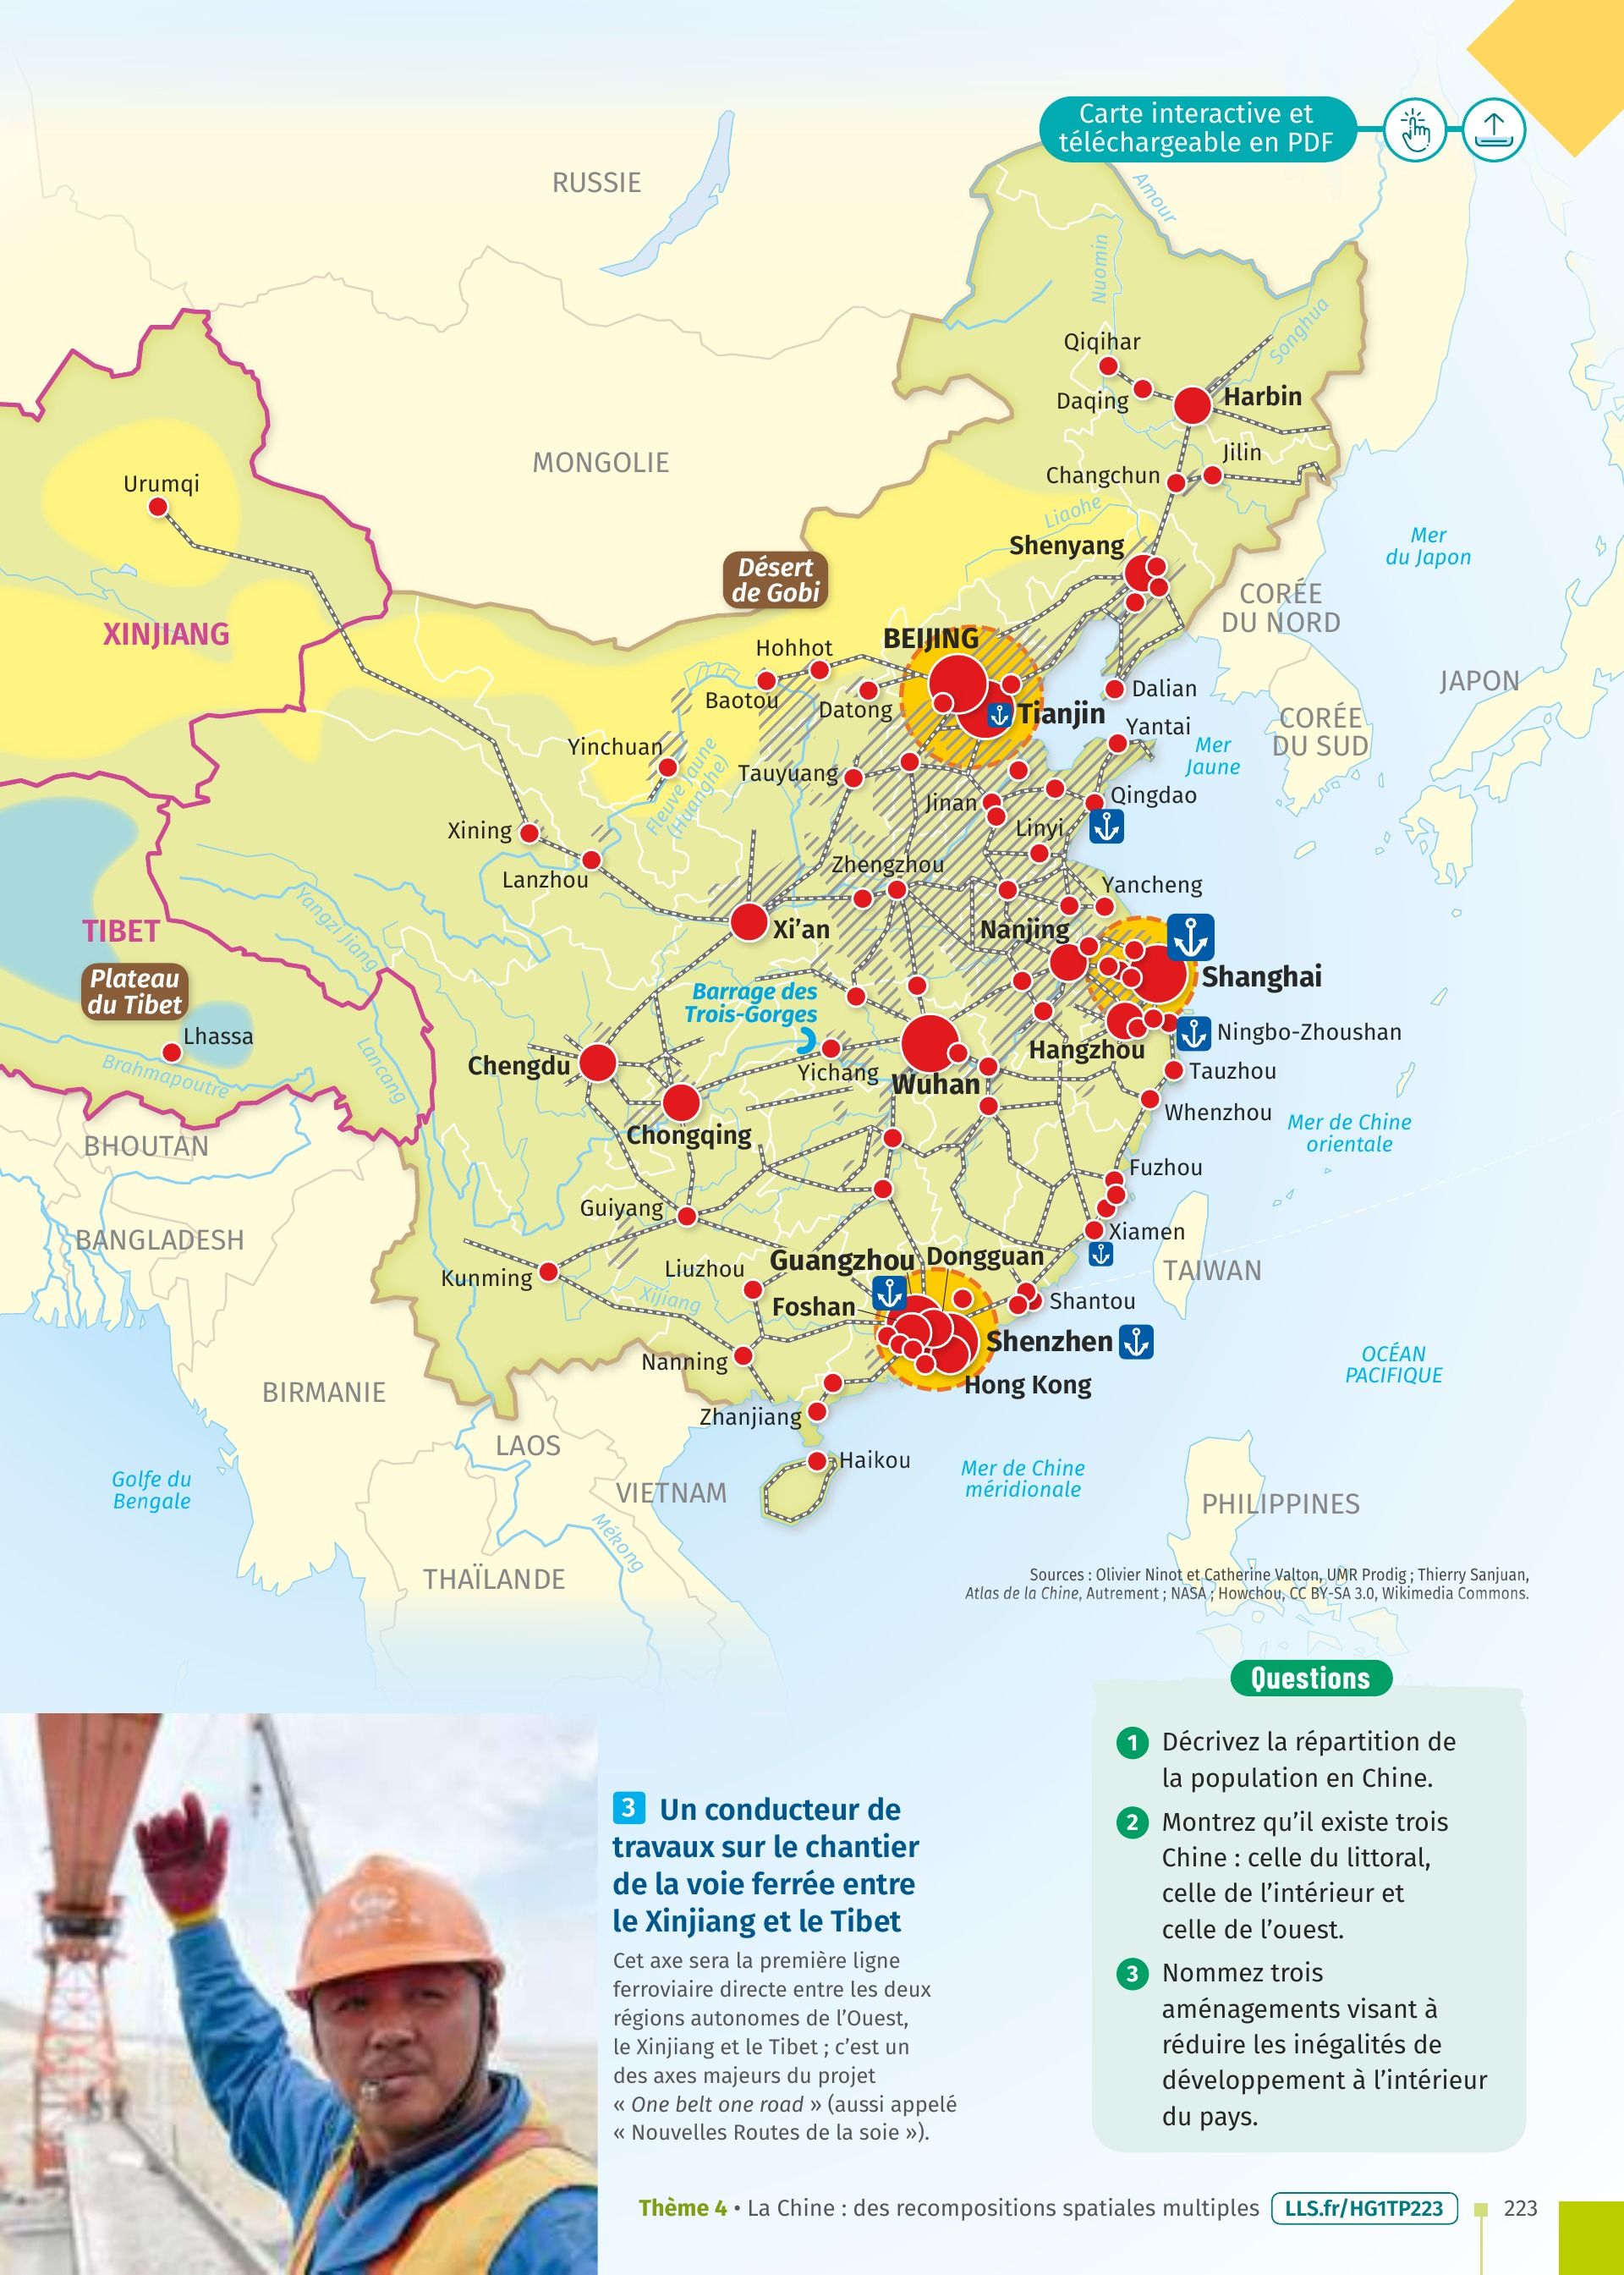 Carte interactive et
téléchargeable en PDF
RUSSIE
Amour
Nuomin
Songhua
Qiqihar
Daqing
Harbin
Jilin
Changchun
MONGOLIE
Urumqi
Liaohe
Shenyang
Mer
du Japon
Désert
de Gobi
CORÉE
DU NORD
XINJIANG
BEIJING
Hohhot
Baotou
Datong
Tianjin
Dalian
JAPON
CORÉE
DU SUD
Yantai
Mer
Jaune
Yinchuan
Fleuve Jaune
(Huanghe)
Tauyuang
Jinan
Qingdao
Linyi
Xining
Lanzhou
Zhengzhou
Yancheng
Yangzi Jiang
TIBET
Xi'an
Nanjing
Plateau
du Tibet
Shanghai
Barrage des
Trois-Gorges
Lhassa
Brahmapoutre
Lancang
Chengdu
Yichang
Wuhan
Hangzhou
Ningbo-Zhoushan
Tauzhou
Whenzhou
Chongqing
Mer de Chine
orientale
BHOUTAN
Fuzhou
Guiyang
BANGLADESH
Xiamen
Kunming
Liuzhou
Guangzhou
Dongguan
TAIWAN
Xijiang
Foshan
Shantou
Shenzhen
Nanning
Hong Kong
OCÉAN
PACIFIQUE
BIRMANIE
Zhanjiang
LAOS
Haikou
Golfe du
Bengale
VIETNAM
Mer de Chine
méridionale
PHILIPPINES
Mékong
THAÏLANDE
Sources : Olivier Ninot et Catherine Valton, UMR Prodig ; Thierry Sanjuan,
Atlas de la Chine, Autrement ; NASA ; Howchou, CC BY-SA 3.0, Wikimedia Commons.
3 Un conducteur de
travaux sur le chantier
de la voie ferrée entre
le Xinjiang et le Tibet
Cet axe sera la première ligne
ferroviaire directe entre les deux
régions autonomes de l'Ouest,
le Xinjiang et le Tibet ; c'est un
des axes majeurs du projet
« One belt one road » (aussi appelé
« Nouvelles Routes de la soie »).
Questions
1 Décrivez la répartition de
la population en Chine.
2 Montrez qu'il existe trois
Chine : celle du littoral,
celle de l'intérieur et
celle de l'ouest.
3 Nommez trois
aménagements visant à
réduire les inégalités de
développement à l'intérieur
du pays.
Thème 4 • La Chine : des recompositions spatiales multiples LLS.fr/HG1TP223 223